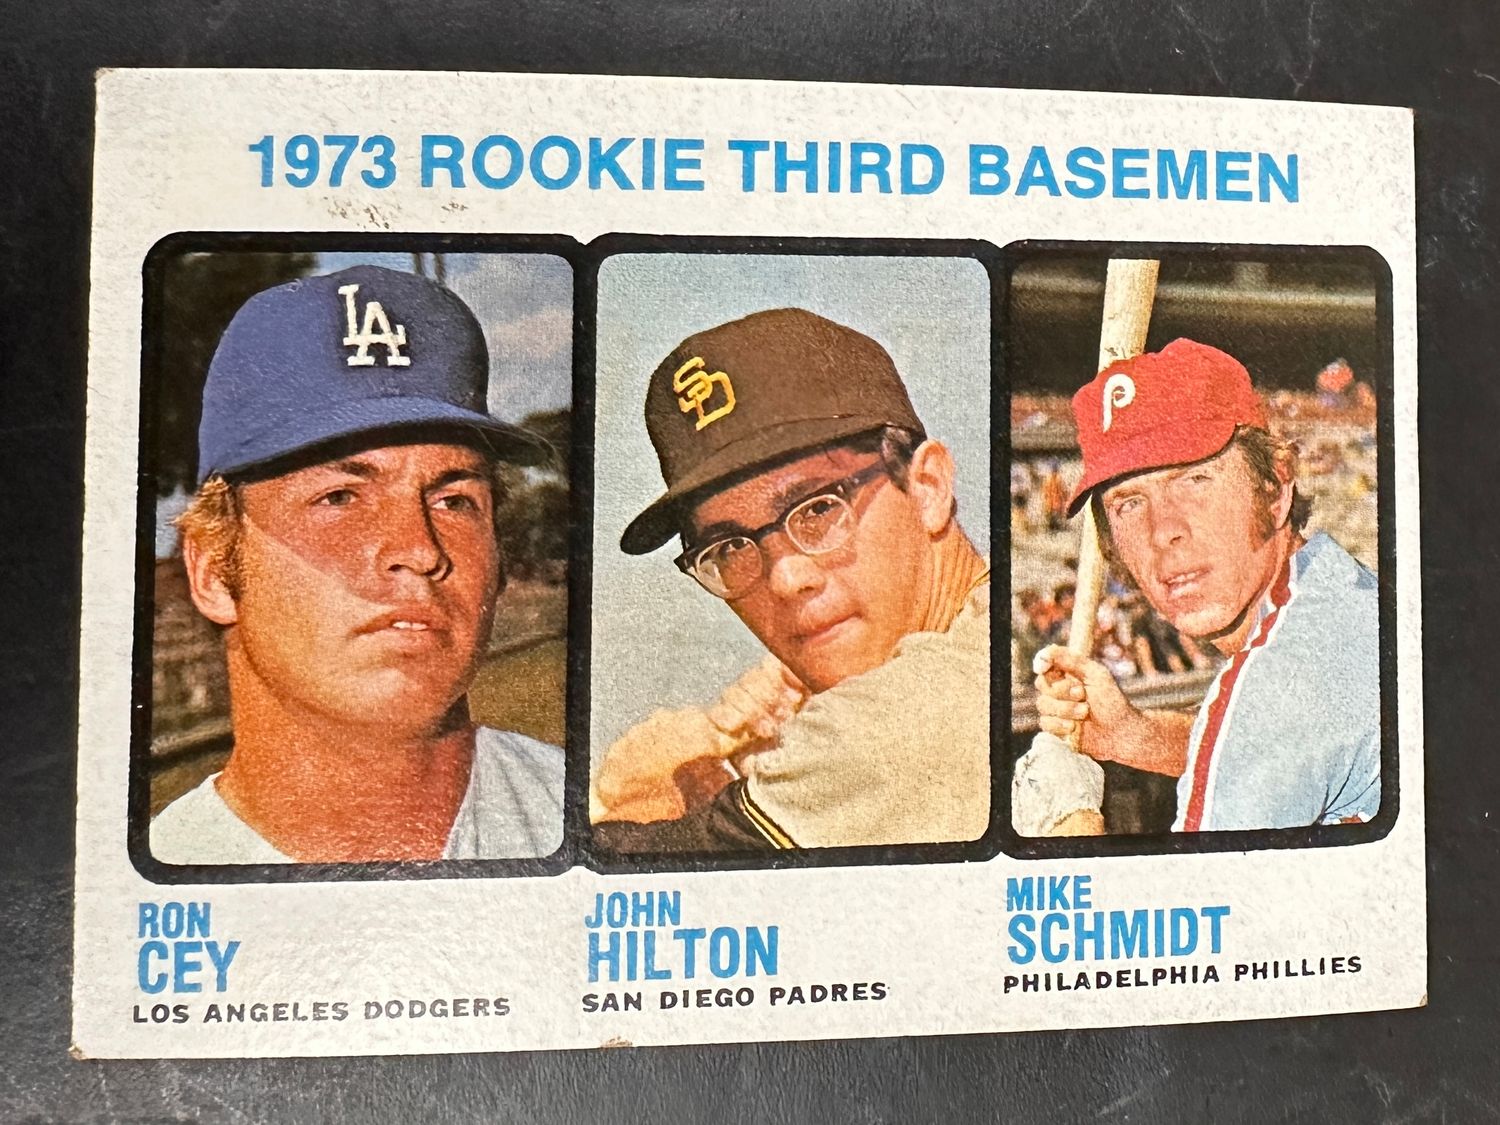 1973 ROOKIE THIRD BASEMEN
LA
SD
P
RON
CEY
LOS ANGELES DODGERS
JOHN
HILTON
SAN DIEGO PADRES
MIKE
SCHMIDT
PHILADELPHIA PHILLIES